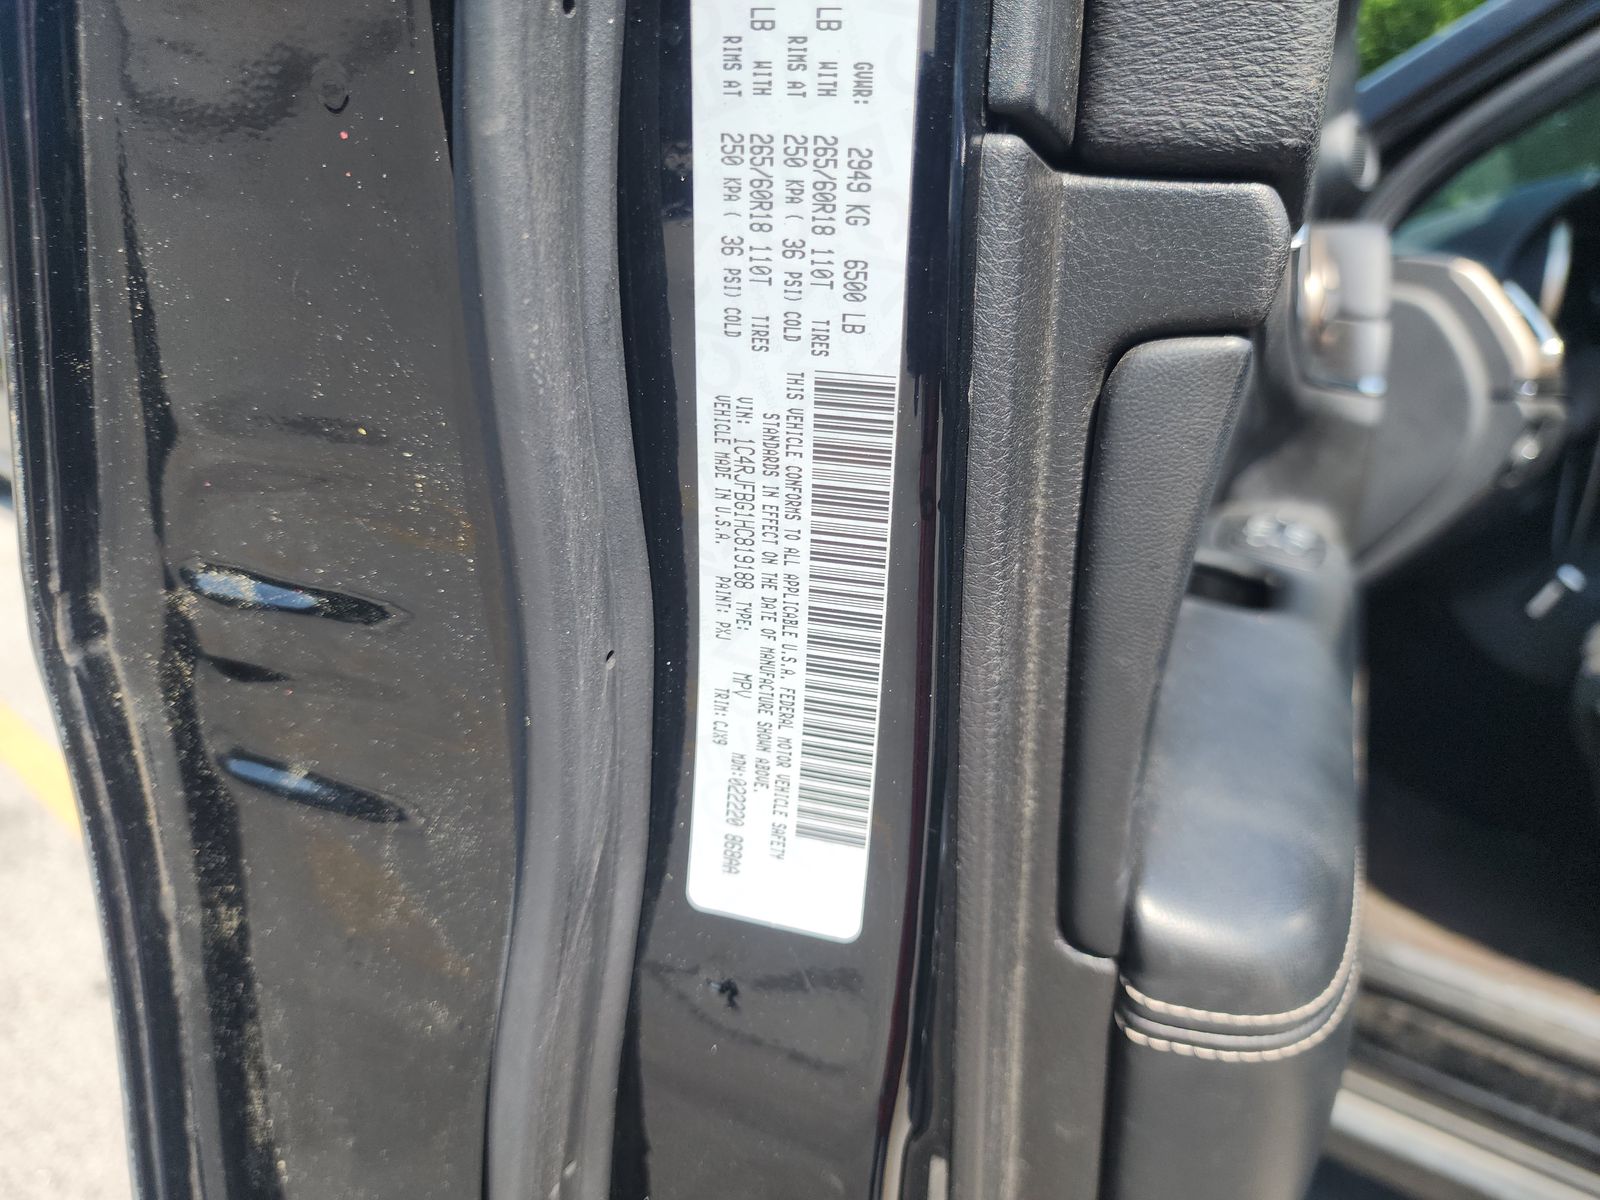 GVWR: 2949 KG 6500 LB
LB WITH 265/60R18 110T TIRES
RIMS AT 250 KPA ( 36 PSI) COLD
LB WITH 265/60R18 110T TIRES
RIMS AT 250 KPA ( 36 PSI) COLD
THIS VEHICLE CONFORMS TO ALL APPLICABLE U.S.A. FEDERAL MOTOR VEHICLE SAFETY
STANDARDS IN EFFECT ON THE DATE OF MANUFACTURE SHOWN ABOVE.
VIN: 1C4RJFBG1HC819188 TYPE: MPV MDH:022220 868AA
VEHICLE MADE IN U.S.A. PAINT: PXJ TRIM: CJX9